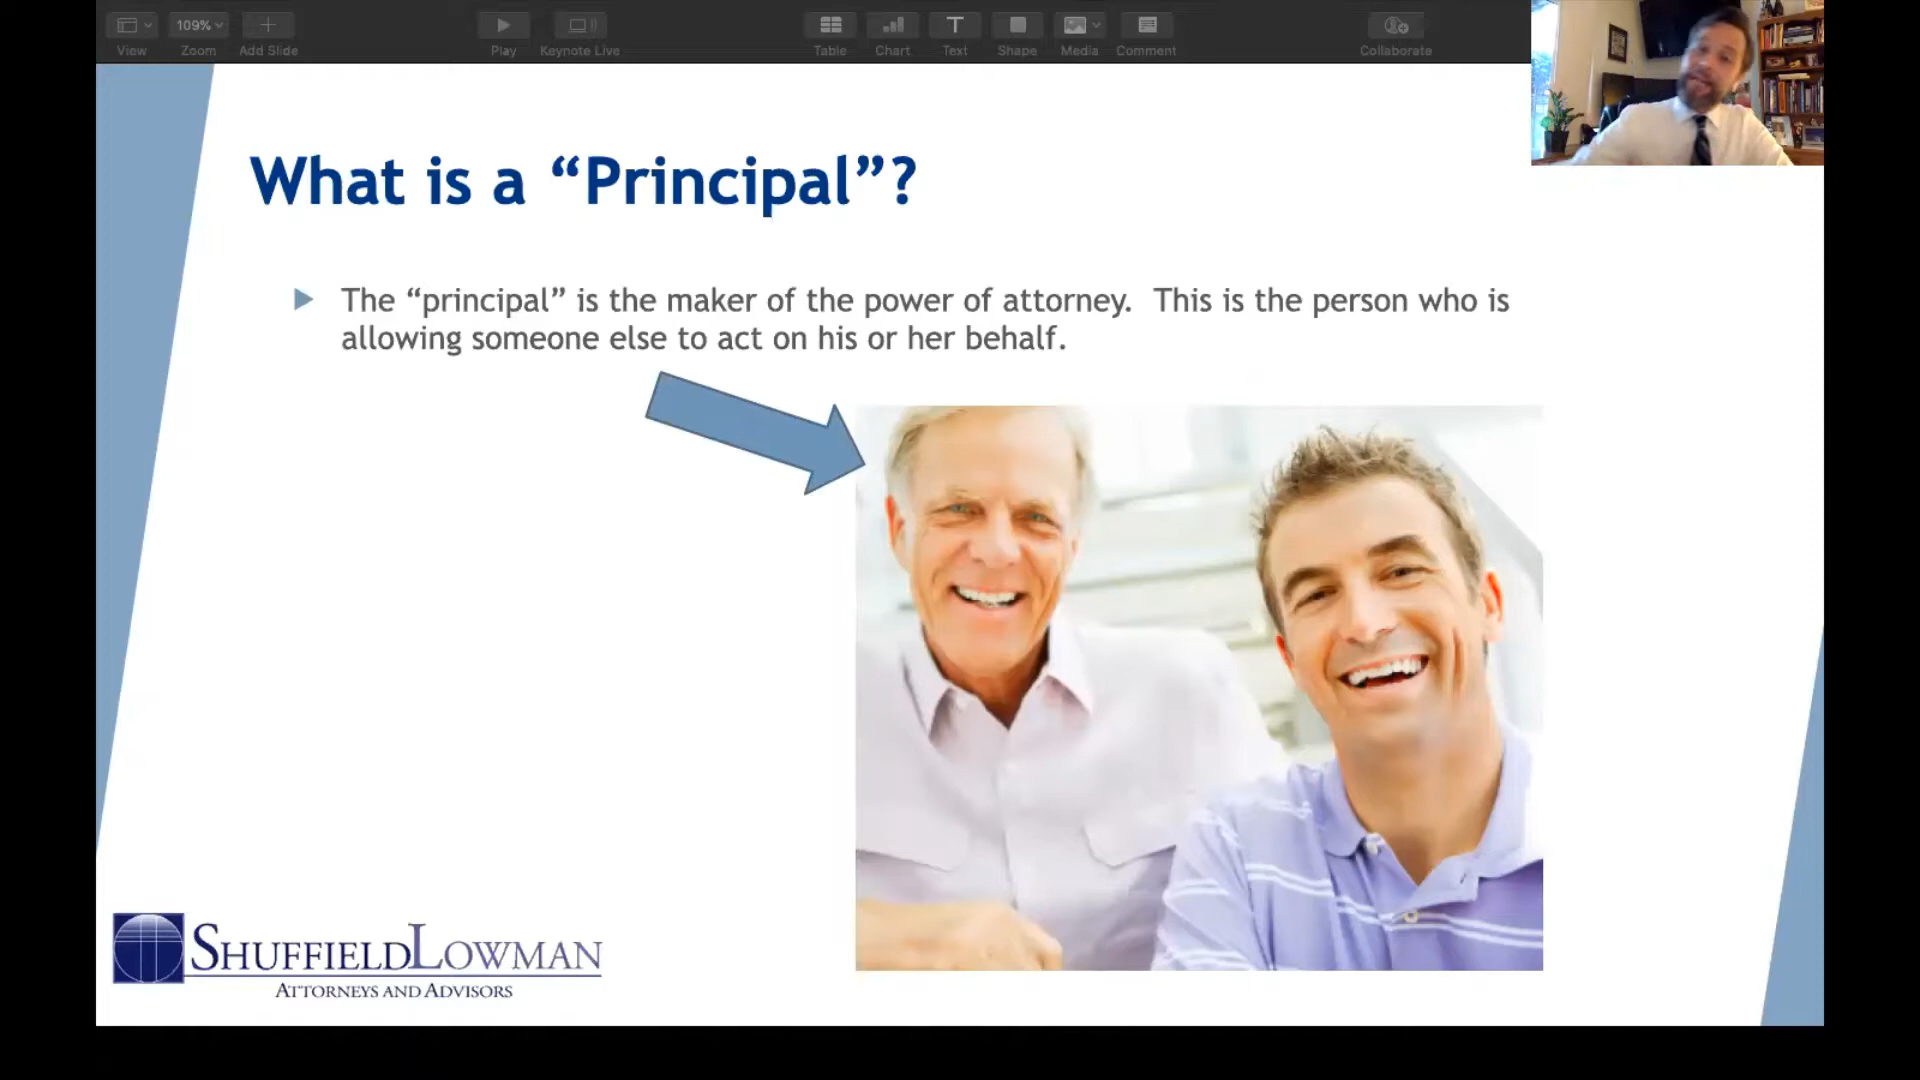 109%
View
Zoom
Add Slide
Play
Keynote Live
Table
Chart
Text
Shape
Media
Comment
Collaborate
What is a “Principal”?
The “principal” is the maker of the power of attorney.  This is the person who is
allowing someone else to act on his or her behalf.
SHUFFIELDLOWMAN
ATTORNEYS AND ADVISORS